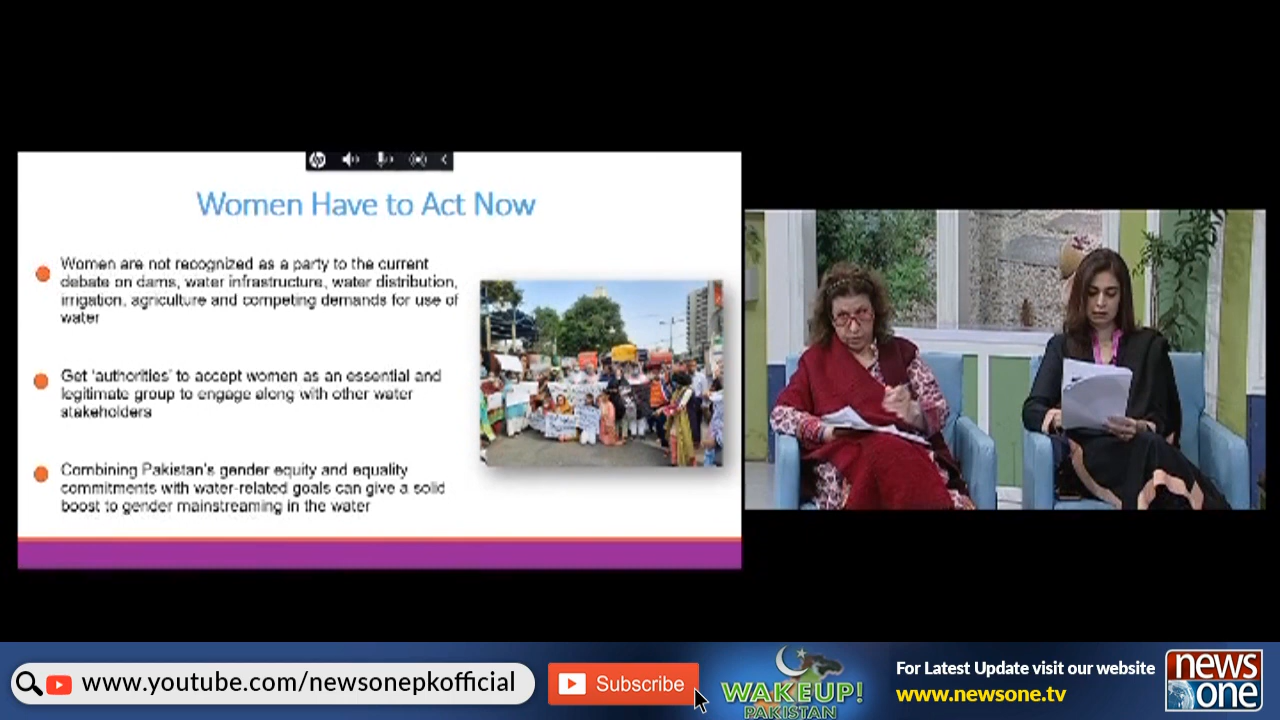 Women Have to Act Now
Women are not recognized as a party to the current
debate on dams, water infrastructure, water distribution,
irrigation, agriculture and competing demands for use of
water
Get 'authorities' to accept women as an essential and
legitimate group to engage along with other water
stakeholders
Combining Pakistan's gender equity and equality
commitments with water-related goals can give a solid
boost to gender mainstreaming in the water
hp
www.youtube.com/newsonepkofficial
Subscribe
WAKEUP!
PAKISTAN
For Latest Update visit our website
www.newsone.tv
news
one